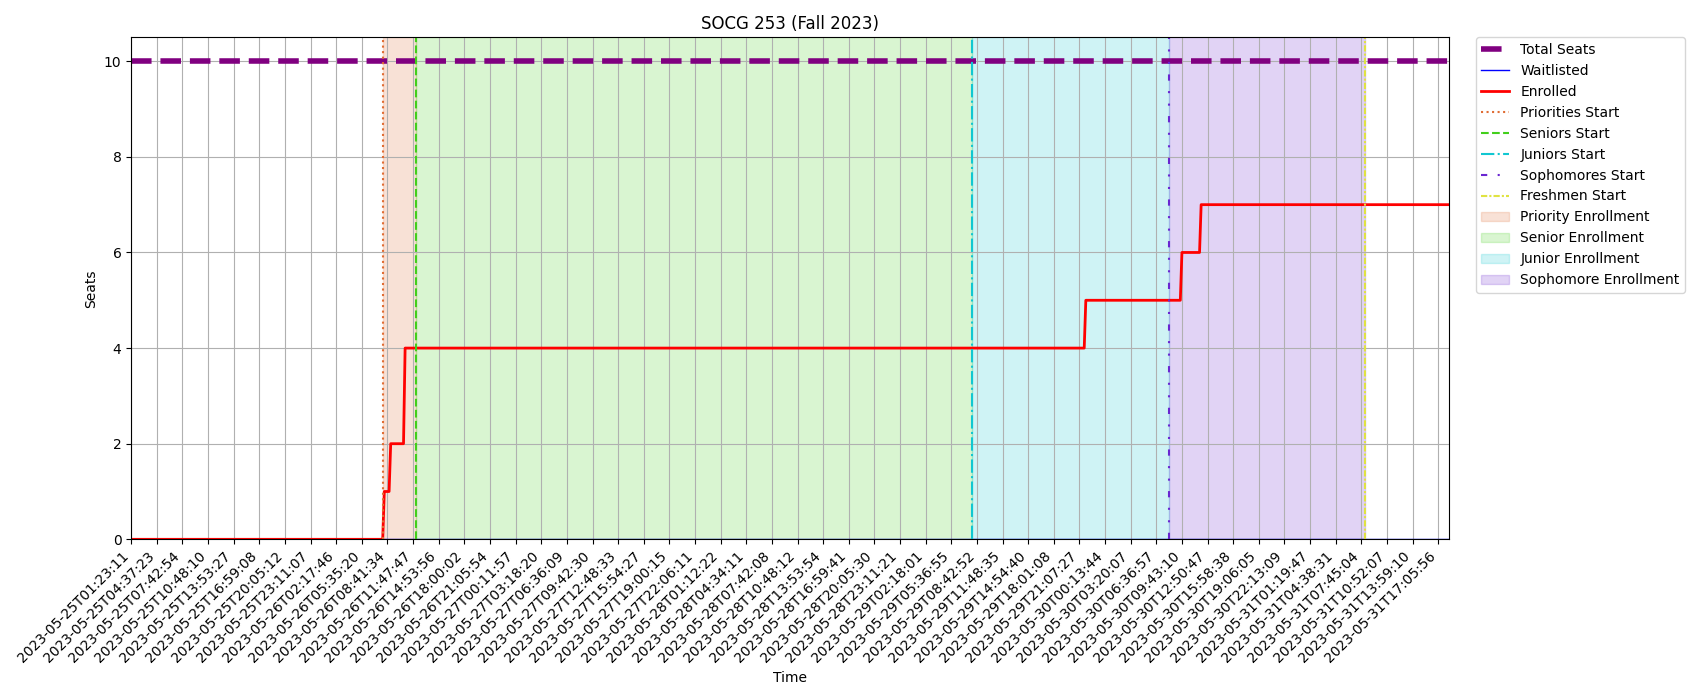 SOCG 253 (Fall 2023)
Total Seats
Waitlisted
Enrolled
Priorities Start
Seniors Start
Juniors Start
Sophomores Start
Freshmen Start
Priority Enrollment
Senior Enrollment
Junior Enrollment
Sophomore Enrollment
Seats
10
8
6
4
2
0
2023-05-25T01:23:11
2023-05-25T04:37:23
2023-05-25T07:42:54
2023-05-25T10:48:10
2023-05-25T13:53:27
2023-05-25T16:59:08
2023-05-25T20:05:12
2023-05-25T23:11:07
2023-05-26T02:17:46
2023-05-26T05:35:20
2023-05-26T08:41:34
2023-05-26T11:47:47
2023-05-26T14:53:56
2023-05-26T18:00:02
2023-05-26T21:05:54
2023-05-27T00:11:57
2023-05-27T03:18:20
2023-05-27T06:36:09
2023-05-27T09:42:30
2023-05-27T12:48:33
2023-05-27T15:54:27
2023-05-27T19:00:15
2023-05-27T22:06:11
2023-05-28T01:12:22
2023-05-28T04:34:11
2023-05-28T07:42:08
2023-05-28T10:48:12
2023-05-28T13:53:54
2023-05-28T16:59:41
2023-05-28T20:05:30
2023-05-28T23:11:21
2023-05-29T02:18:01
2023-05-29T05:36:55
2023-05-29T08:42:52
2023-05-29T11:48:35
2023-05-29T14:54:40
2023-05-29T18:01:08
2023-05-29T21:07:27
2023-05-30T00:13:44
2023-05-30T03:20:07
2023-05-30T06:36:57
2023-05-30T09:43:10
2023-05-30T12:50:47
2023-05-30T15:58:38
2023-05-30T19:06:05
2023-05-30T22:13:09
2023-05-31T01:19:47
2023-05-31T04:38:31
2023-05-31T07:45:04
2023-05-31T10:52:07
2023-05-31T13:59:10
2023-05-31T17:05:56
Time